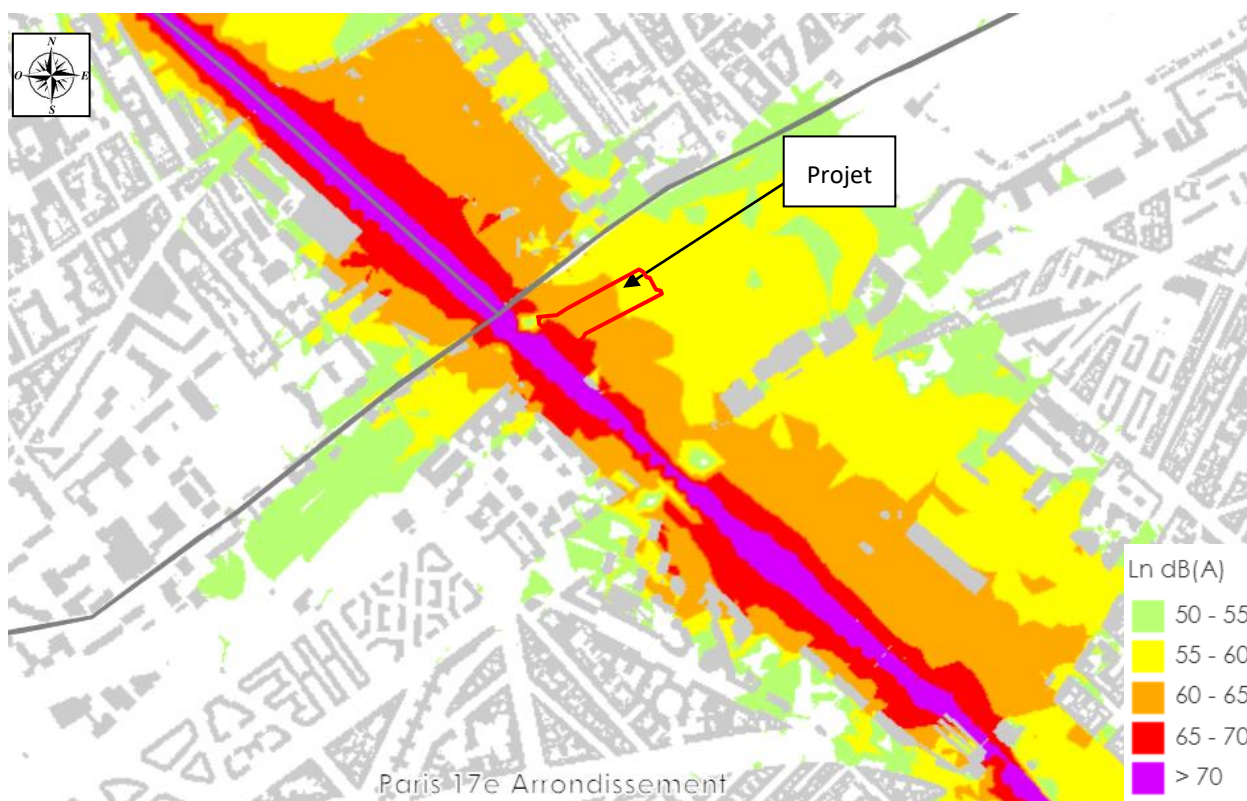 N
O
E
S
Projet
Ln dB(A)
50 - 55
55 - 60
60 - 65
65 - 70
> 70
Paris 17e Arrondissement